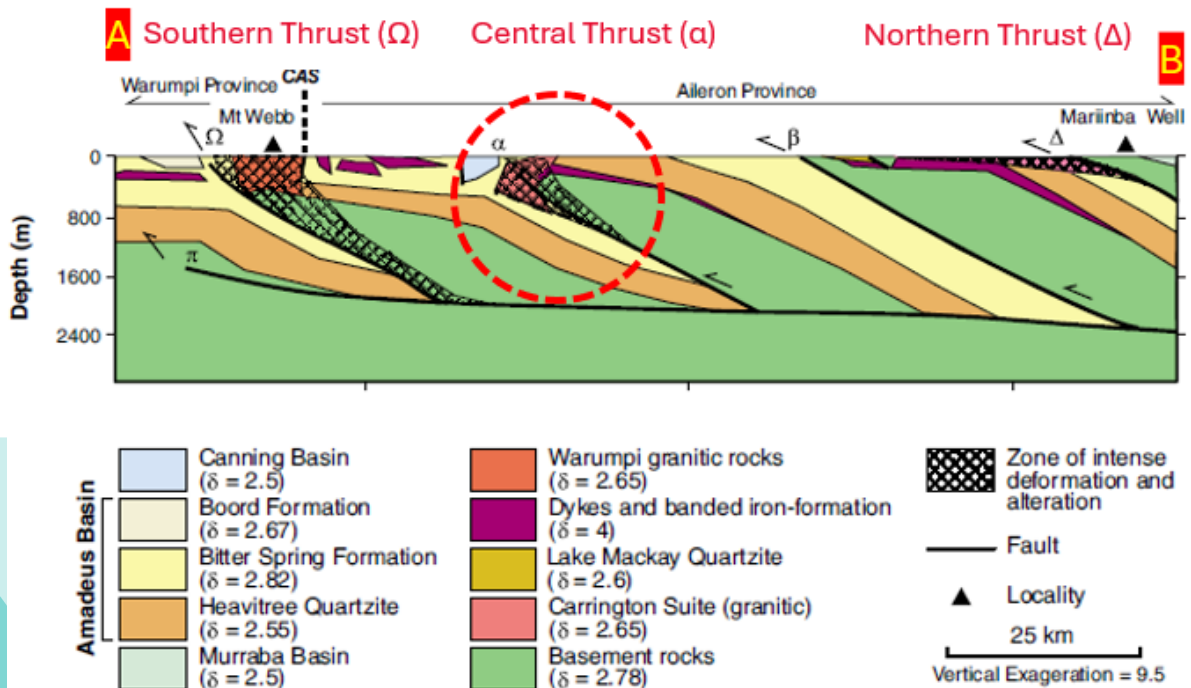 A Southern Thrust (Ω) Central Thrust (α) Northern Thrust (Δ) B
Warumpi Province CAS Aileron Province
Mt Webb Mariinba Well
Ω α β Δ
0
800
1600
2400
Depth (m)
π
Canning Basin
(δ = 2.5)
Amadeus Basin
Boord Formation
(δ = 2.67)
Bitter Spring Formation
(δ = 2.82)
Heavitree Quartzite
(δ = 2.55)
Murraba Basin
(δ = 2.5)
Warumpi granitic rocks
(δ = 2.65)
Dykes and banded iron-formation
(δ = 4)
Lake Mackay Quartzite
(δ = 2.6)
Carrington Suite (granitic)
(δ = 2.65)
Basement rocks
(δ = 2.78)
Zone of intense
deformation and
alteration
Fault
Locality
25 km
Vertical Exageration = 9.5